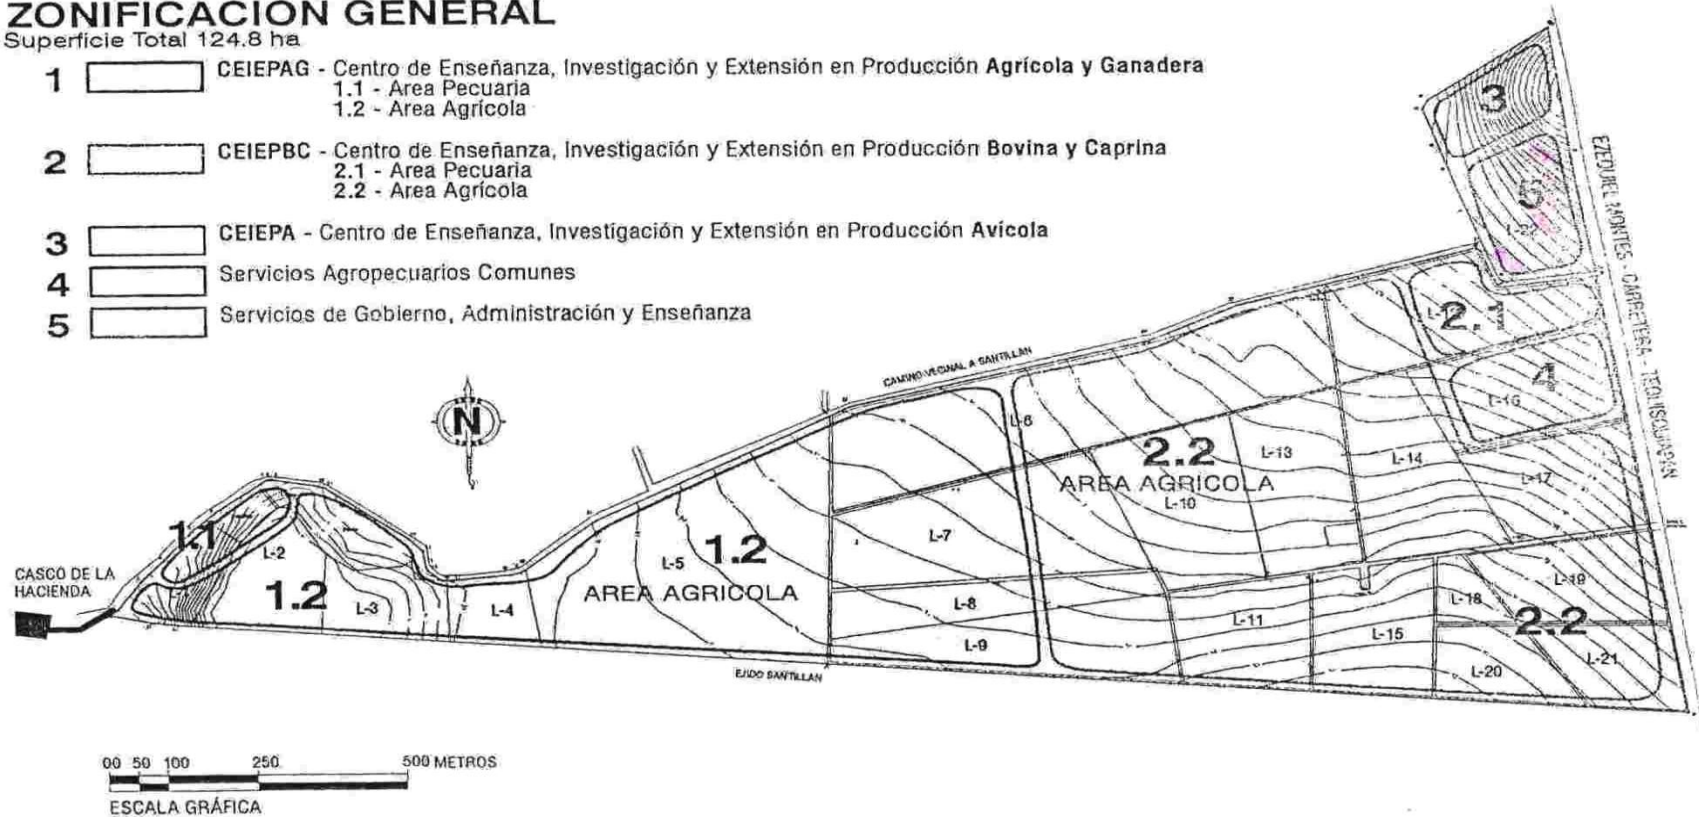 ZONIFICACION GENERAL
Superficie Total 124.8 ha
1 CEIEPAG - Centro de Enseñanza, Investigación y Extensión en Producción Agrícola y Ganadera
1.1 - Area Pecuaria
1.2 - Area Agrícola
2 CEIEPBC - Centro de Enseñanza, Investigación y Extensión en Producción Bovina y Caprina
2.1 - Area Pecuaria
2.2 - Area Agrícola
3 CEIEPA - Centro de Enseñanza, Investigación y Extensión en Producción Avícola
4 Servicios Agropecuarios Comunes
5 Servicios de Gobierno, Administración y Enseñanza
3
5
L-22
EZEQUIEL MONTES CARRETERA TEQUISQUIAPAN
2.1
CAMINO VECINAL A SANTILLAN
4
L-16
N
L-6
2.2
AREA AGRICOLA
L-10
L-13
L-14
L-17
1.1
L-2
L-7
1.2
AREA AGRICOLA
L-5
CASCO DE LA
HACIENDA
1.2
L-3
L-4
L-8
L-9
L-11
L-15
L-18
L-19
2.2
L-20
L-21
EJIDO SANTILLAN
00 50 100 250 500 METROS
ESCALA GRÁFICA